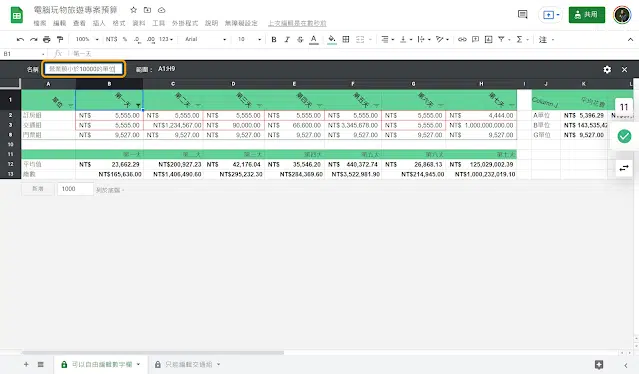 電腦玩物旅遊專案預算
檔案 編輯 查看 插入 格式 資料 工具 外掛程式 說明 無障礙設定 上次編輯是在數秒前
共用
100% NT$ % .0 .00 123 Arial 10 B I S A
B1 fx 第一天
名稱 小於10000的單位 範圍： A1:H9
A B C D E F G H I J K L
1 單位 第一天 第二天 第三天 第四天 第五天 第六天 第七天 Column 1 平均花費
2 訂房組 NT$ 5,555.00 NT$ 5,555.00 NT$ 5,555.00 NT$ 5,555.00 NT$ 5,555.00 NT$ 5,555.00 NT$ 4,444.00 A單位 NT$ 5,396.29
3 交通組 NT$ 5,555.00 NT$1,234,567.00 NT$ 90,000.00 NT$ 66,600.00 NT$ 3,345,678.00 NT$ 5,555.00 NT$ 1,000,000,000.00 B單位 NT$ 143,535,42
8 門票組 NT$ 9,527.00 NT$ 9,527.00 NT$ 9,527.00 NT$ 9,527.00 NT$ 9,527.00 NT$ 9,527.00 NT$ 9,527.00 G單位 NT$ 9,527.00
10
11 第一天 第二天 第三天 第四天 第五天 第六天 第七天
12 平均值 NT$ 23,662.29 NT$200,927.23 NT$ 42,176.04 NT$ 35,546.20 NT$ 440,372.74 NT$ 26,868.13 NT$ 125,029,002.39
13 總數 NT$165,636.00 NT$1,406,490.60 NT$295,232.30 NT$284,369.60 NT$3,522,981.90 NT$214,945.00 NT$1,000,232,019.10
新增 1000 列於底端。
11
可以自由編輯數字欄 只能編輯交通組